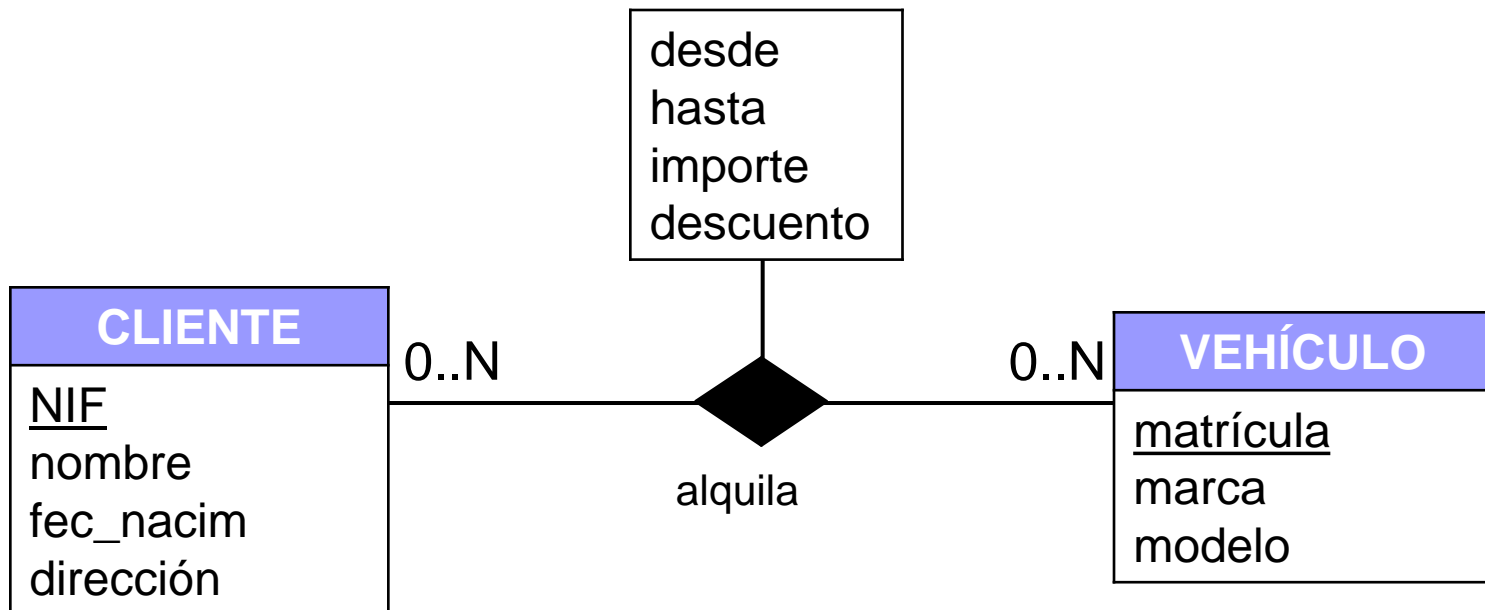 desde
hasta
importe
descuento
CLIENTE
NIF
nombre
fec_nacim
dirección
0..N
alquila
0..N
VEHÍCULO
matrícula
marca
modelo